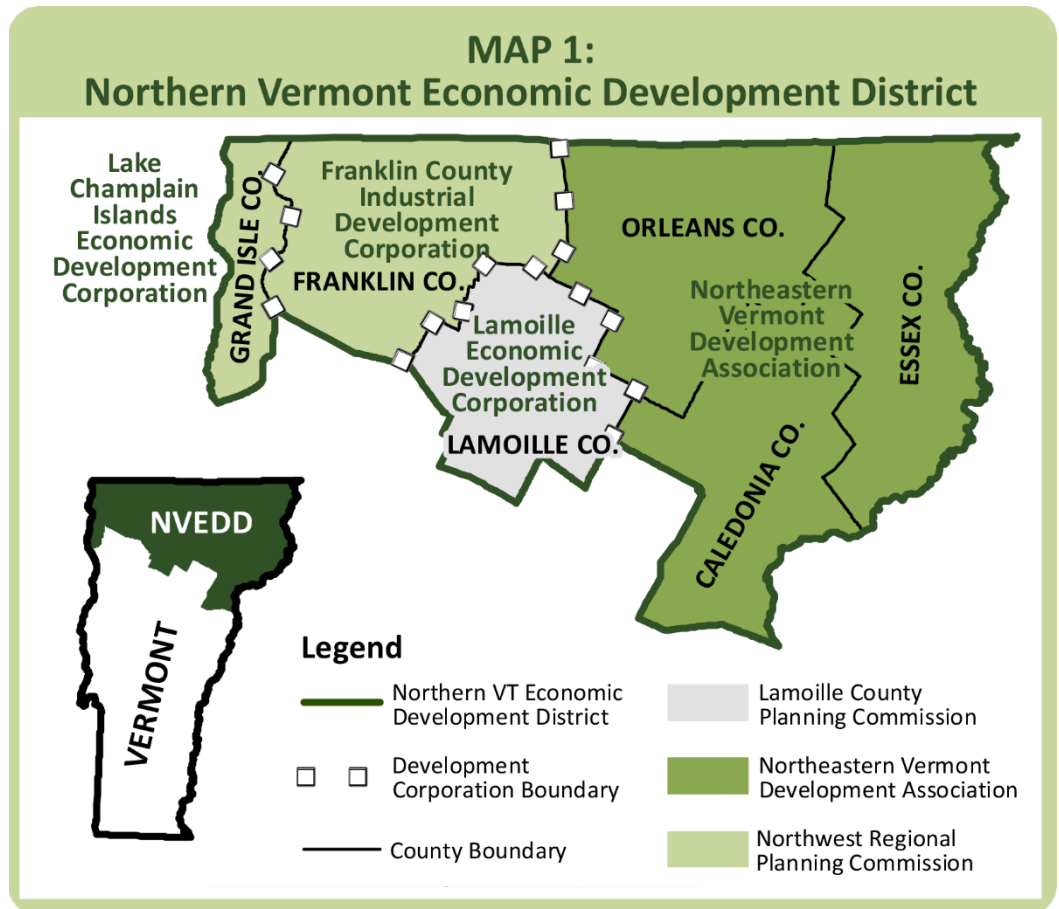 MAP 1:
Northern Vermont Economic Development District
Lake
Champlain
Islands
Economic
Development
Corporation
GRAND ISLE CO.
Franklin County
Industrial
Development
Corporation
FRANKLIN CO.
Lamoille
Economic
Development
Corporation
LAMOILLE CO.
ORLEANS CO.
Northeastern
Vermont
Development
Association
ESSEX CO.
CALEDONIA CO.
NVEDD
VERMONT
Legend
Northern VT Economic
Development District
Development
Corporation Boundary
County Boundary
Lamoille County
Planning Commission
Northeastern Vermont
Development Association
Northwest Regional
Planning Commission